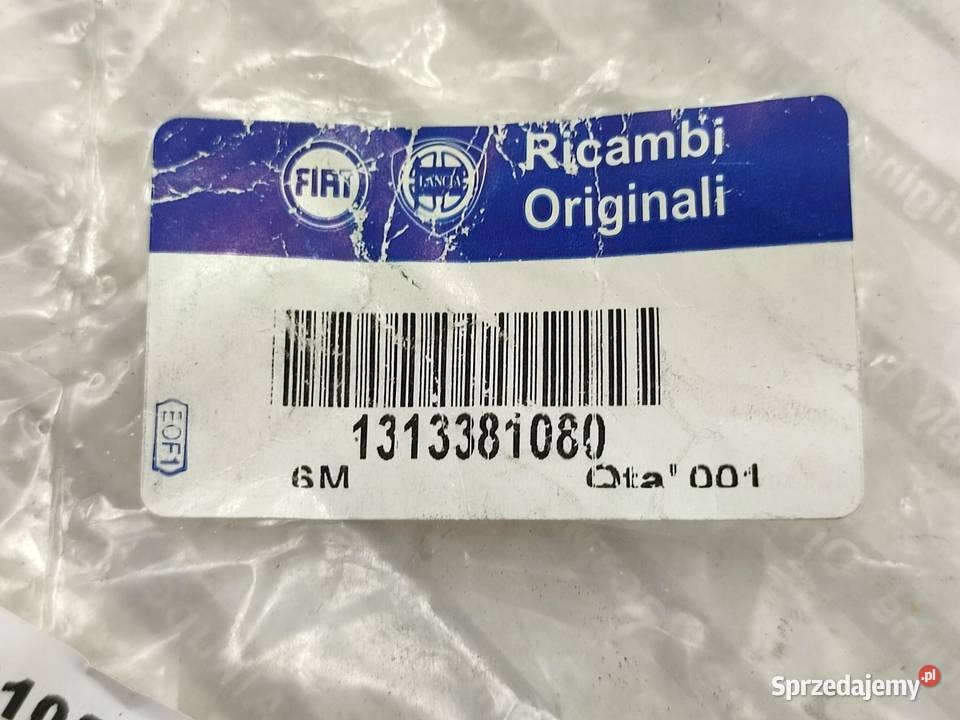 FIAT
LANCIA
Ricambi
Originali
1313381080
6M
Qta' 001
EOF1
Sprzedajemy.pl